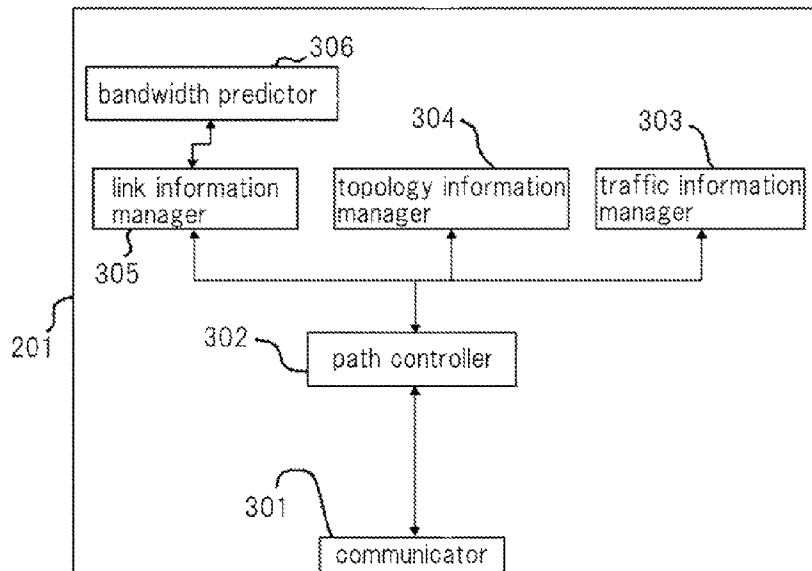 306
bandwidth predictor
304
303
link information
manager
topology information
manager
traffic information
manager
305
201
302
path controller
301
communicator